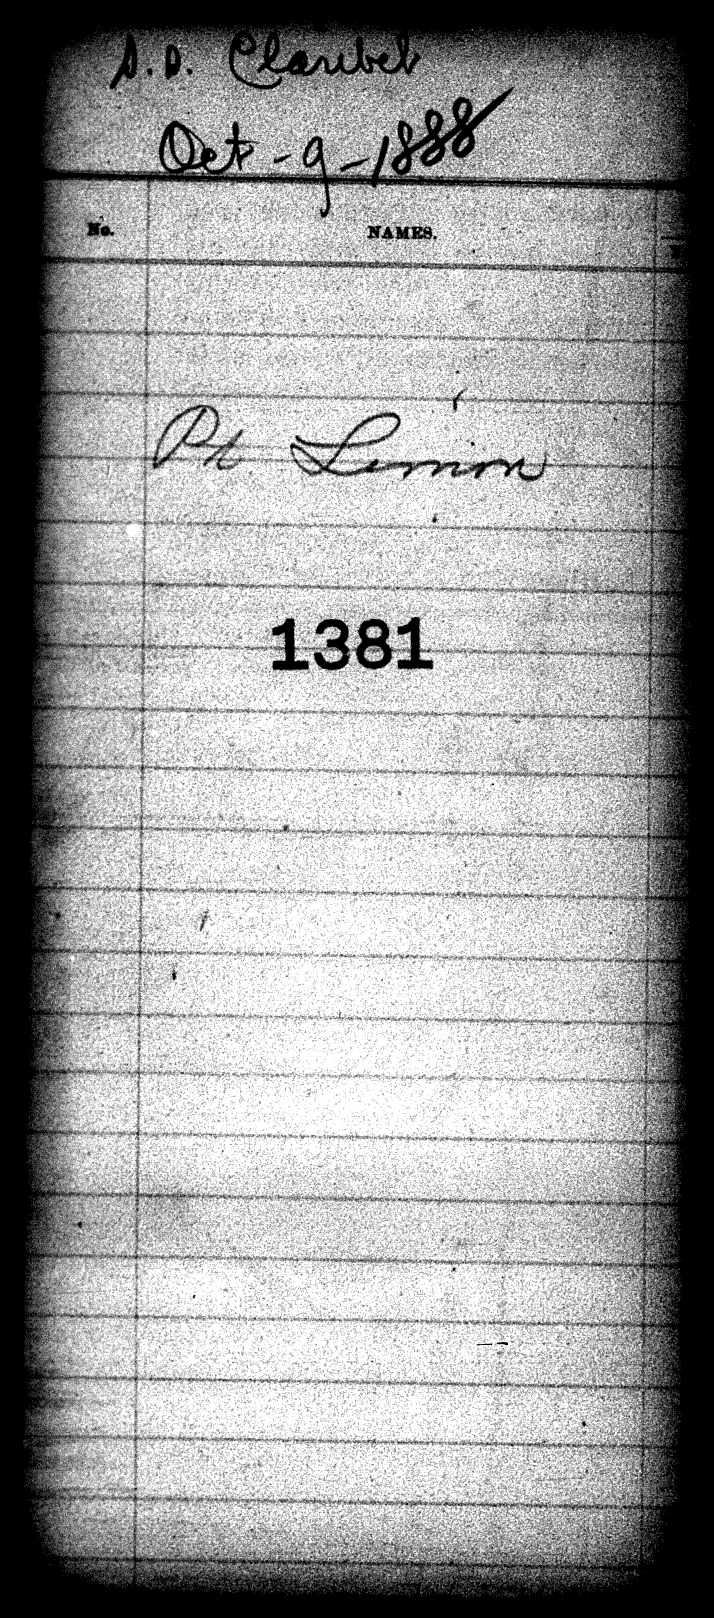 S.S. Claribel
Oct-9-1888
No. NAMES.
Pt Limon
1381